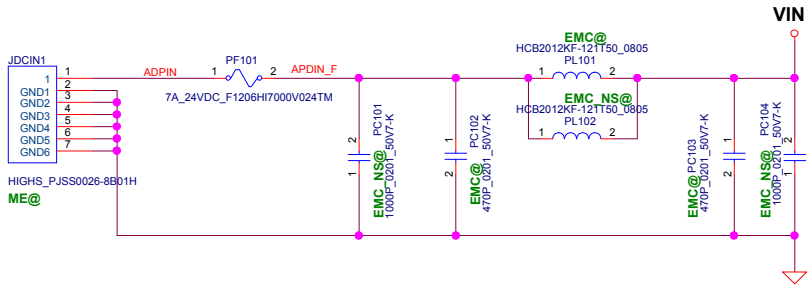 VIN
EMC@
HCB2012KF-121T50_0805
PL101
JDCIN1
PF101
1
ADPIN
1
2
APDIN_F
1
2
1
2
GND1
3
GND2
4
GND3
5
GND4
6
GND5
7
GND6
7A_24VDC_F1206HI7000V024TM
EMC_NS@
HCB2012KF-121T50_0805
1
2
PL102
2
1
PC101
1000P_0201_50V7-K
EMC_NS@
1
2
PC102
470P_0201_50V7-K
EMC@
1
2
PC103
470P_0201_50V7-K
EMC@
2
1
PC104
1000P_0201_50V7-K
EMC_NS@
HIGHS_PJSS0026-8B01H
ME@
1